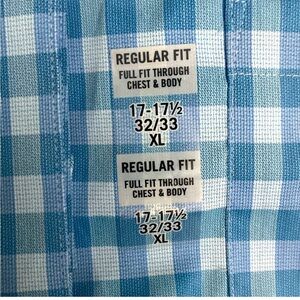 REGULAR FIT
FULL FIT THROUGH
CHEST & BODY
17-17½
32/33
XL
REGULAR FIT
FULL FIT THROUGH
CHEST & BODY
17-17½
32/33
XL